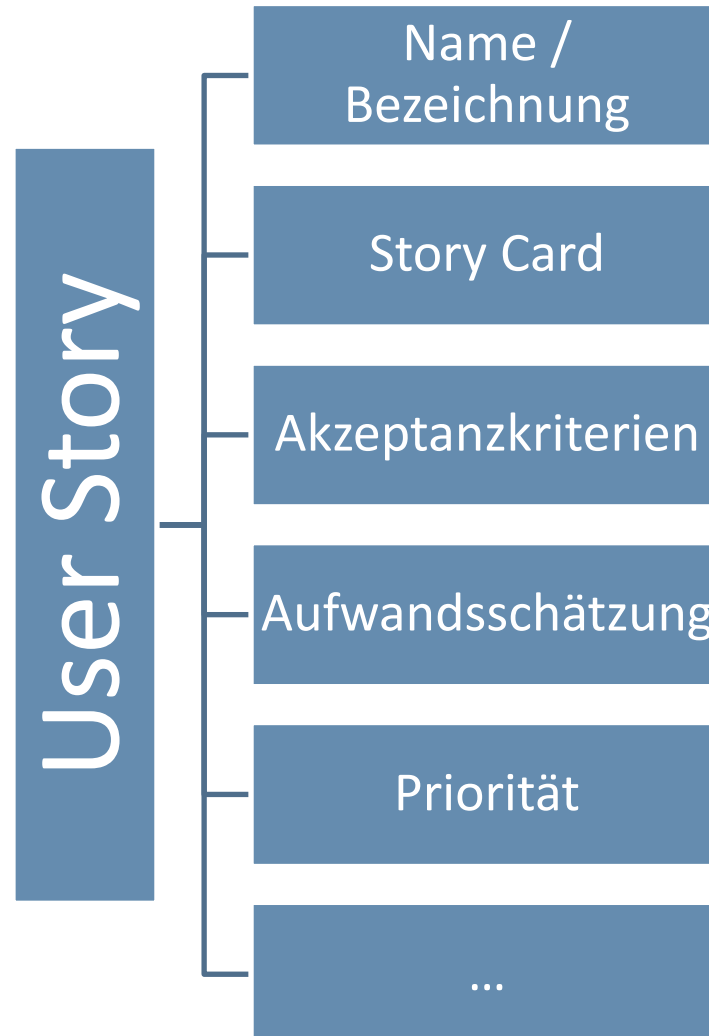 User Story
Name /
Bezeichnung
Story Card
Akzeptanzkriterien
Aufwandsschätzung
Priorität
...